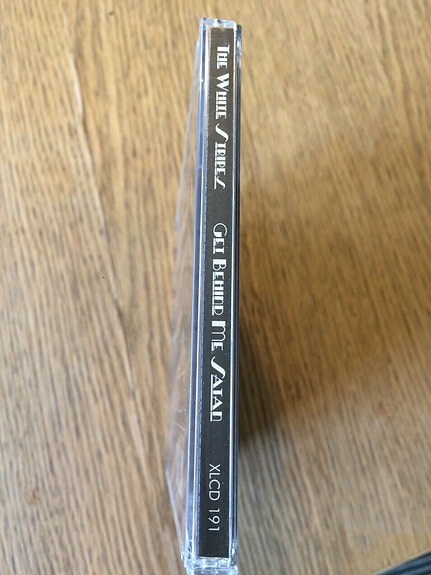 The White Stripes Get Behind Me Satan XLCD 191